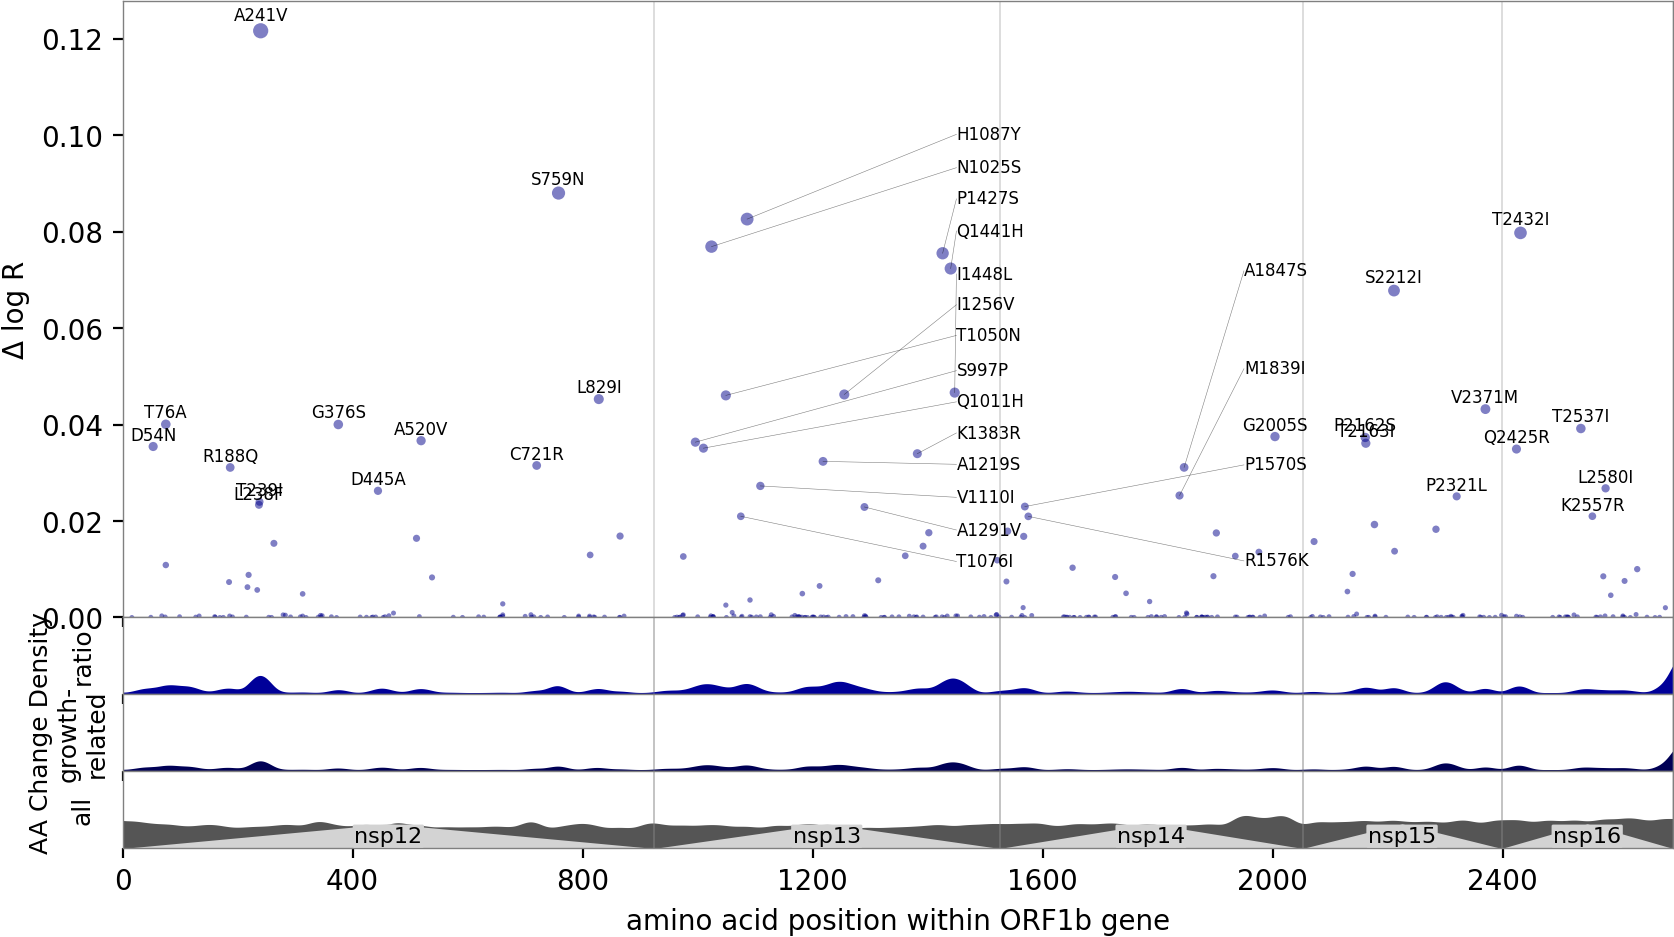 A241V
0.12
H1087Y
0.10
N1025S
S759N
P1427S
T2432I
Q1441H
0.08
A1847S
I1448L
S2212I
I1256V
0.06
T1050N
M1839I
S997P
L829I
V2371M
Q1011H
T76A
G376S
T2537I
0.04
G2005S
P2162S
A520V
T2163I
K1383R
D54N
Q2425R
C721R
R188Q
A1219S
P1570S
D445A
L2580I
P2321L
T239I
L238F
V1110I
K2557R
0.02
A1291V
T1076I
R1576K
0.00
Δ log R
AA Change Density
ratio
growth-
related
all
nsp12
nsp13
nsp14
nsp15
nsp16
0
400
800
1200
1600
2000
2400
amino acid position within ORF1b gene